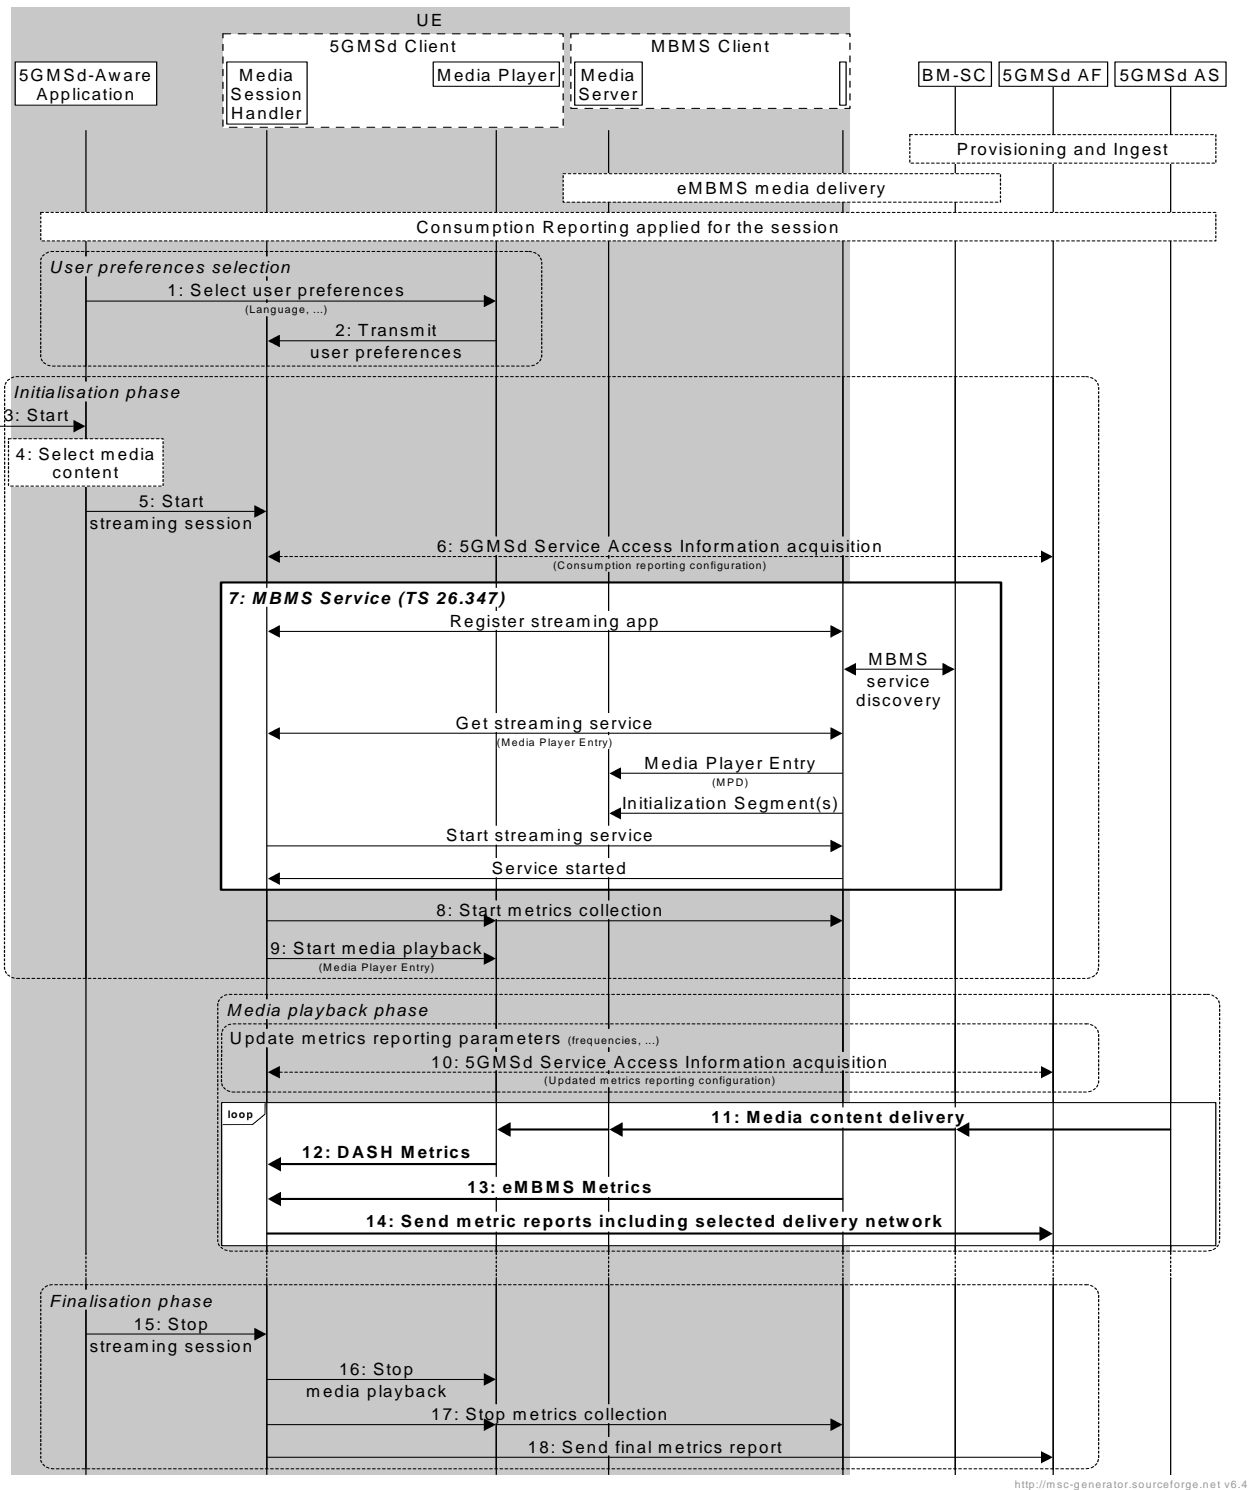 UE
5GMSd Client
MBMS Client
5GMSd-Aware
Application
Media
Session
Handler
Media Player
Media
Server
BM-SC
5GMSd AF
5GMSd AS
Provisioning and Ingest
eMBMS media delivery
Consumption Reporting applied for the session
User preferences selection
1: Select user preferences
(Language, ...)
2: Transmit
user preferences
Initialisation phase
3: Start
4: Select media
content
5: Start
streaming session
6: 5GMSd Service Access Information acquisition
(Consumption reporting configuration)
7: MBMS Service (TS 26.347)
Register streaming app
MBMS
service
discovery
Get streaming service
(Media Player Entry)
Media Player Entry
(MPD)
Initialization Segment(s)
Start streaming service
Service started
8: Start metrics collection
9: Start media playback
(Media Player Entry)
Media playback phase
Update metrics reporting parameters (frequencies, ...)
10: 5GMSd Service Access Information acquisition
(Updated metrics reporting configuration)
loop
11: Media content delivery
12: DASH Metrics
13: eMBMS Metrics
14: Send metric reports including selected delivery network
Finalisation phase
15: Stop
streaming session
16: Stop
media playback
17: Stop metrics collection
18: Send final metrics report
http://msc-generator.sourceforge.net v6.4